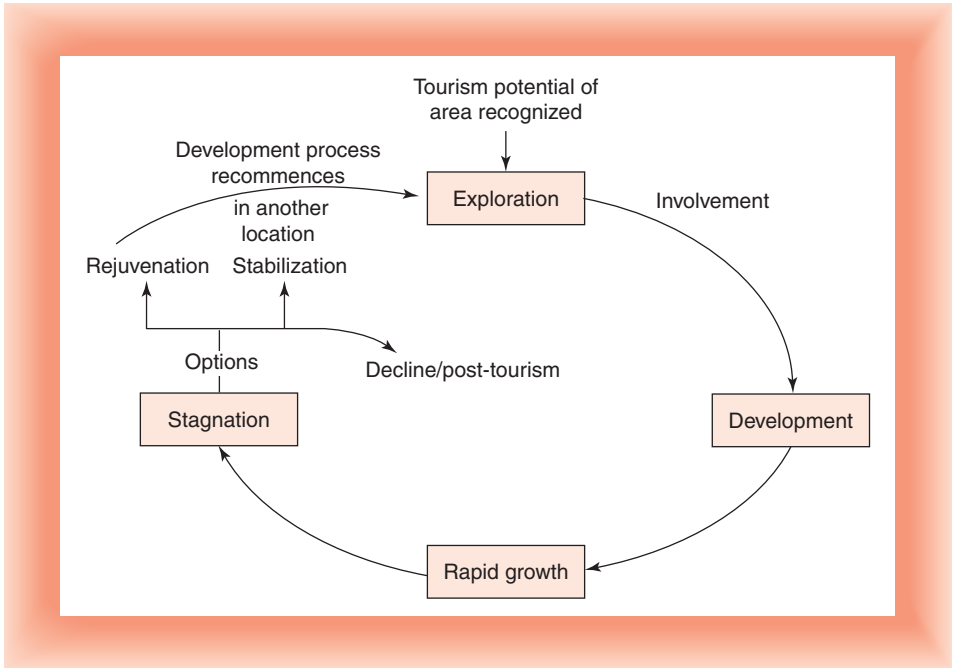 Tourism potential of
area recognized
Exploration
Involvement
Development
Rapid growth
Stagnation
Options
Rejuvenation
Stabilization
Decline/post-tourism
Development process
recommences
in another
location